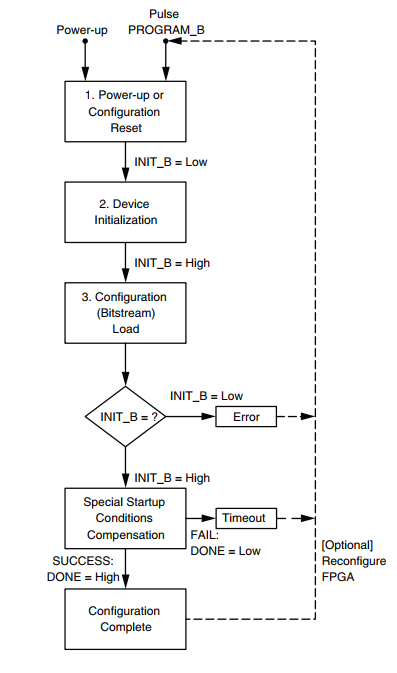 Pulse
Power-up
PROGRAM_B
1. Power-up or
Configuration
Reset
INIT_B = Low
2. Device
Initialization
INIT_B = High
3. Configuration
(Bitstream)
Load
INIT_B = Low
INIT_B = ?
Error
INIT_B = High
Special Startup
Conditions
Compensation
Timeout
FAIL:
DONE = Low
[Optional]
Reconfigure
FPGA
SUCCESS:
DONE = High
Configuration
Complete